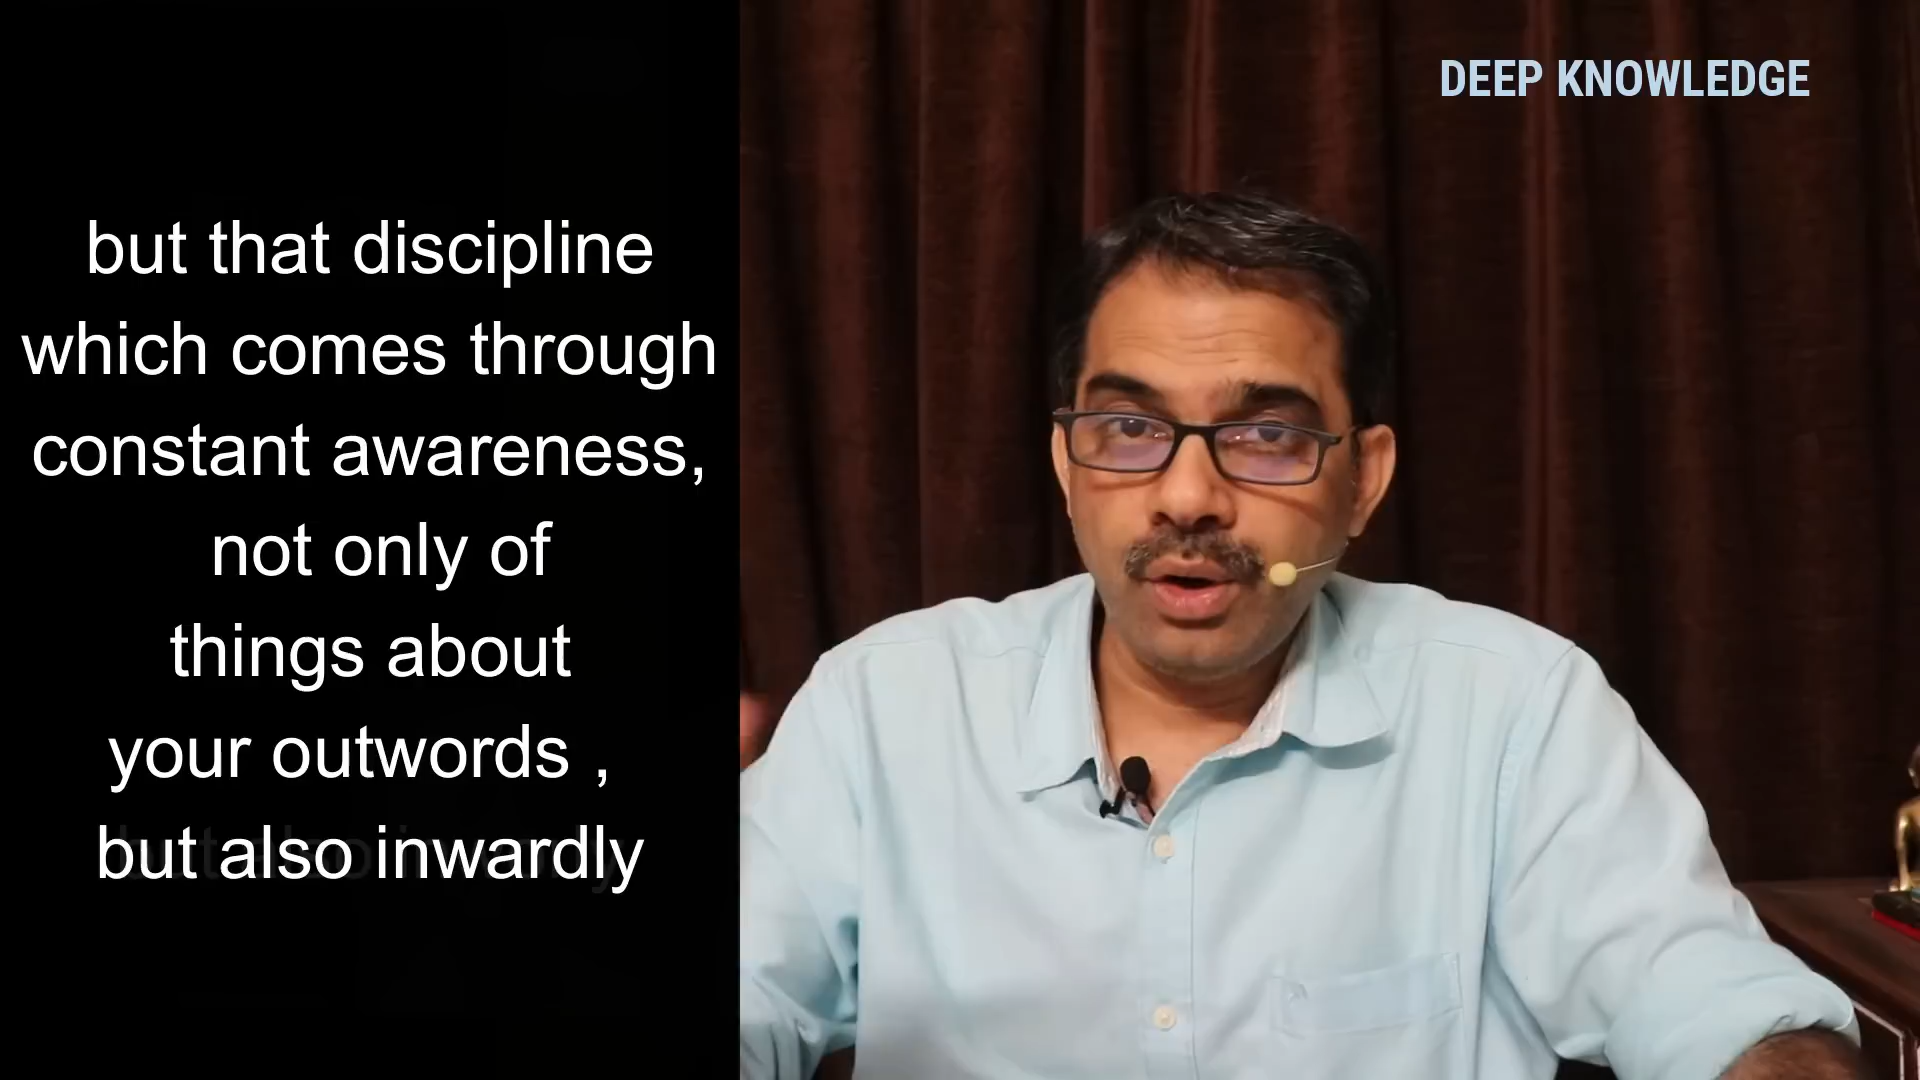 DEEP KNOWLEDGE
but that discipline
which comes through
constant awareness,
not only of
things about
your outwords ,
but also inwardly